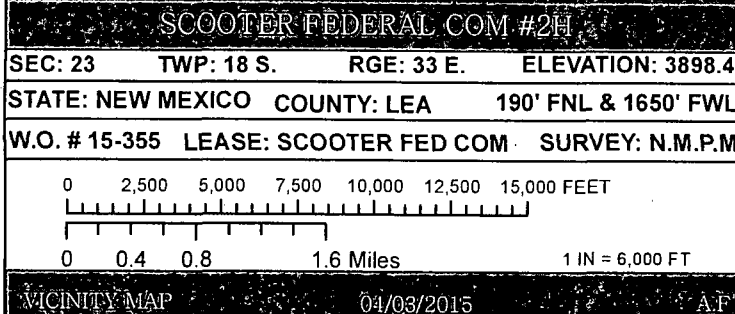 SCOOTER FEDERAL COM #2H
SEC: 23 TWP: 18 S. RGE: 33 E. ELEVATION: 3898.4
STATE: NEW MEXICO COUNTY: LEA 190' FNL & 1650' FWL
W.O. # 15-355 LEASE: SCOOTER FED COM SURVEY: N.M.P.M
0 2,500 5,000 7,500 10,000 12,500 15,000 FEET
0 0.4 0.8 1.6 Miles 1 IN = 6,000 FT
VICINITY MAP 04/03/2015 A.F